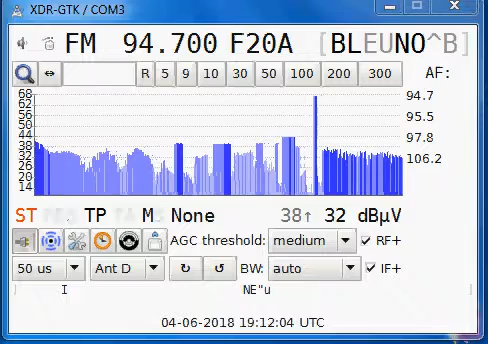 XDR-GTK / COM3
FM 94.700 F20A [BLEUNO^B]
R 5 9 10 30 50 100 200 300 AF:
68
62
56
50
44
38
32
26
20
14
94.7
95.5
97.8
106.2
ST TP M None 38↑ 32 dBµV
AGC threshold: medium RF+
50 us Ant D ↻ ↺ BW: auto IF+
I NE"u
04-06-2018 19:12:04 UTC